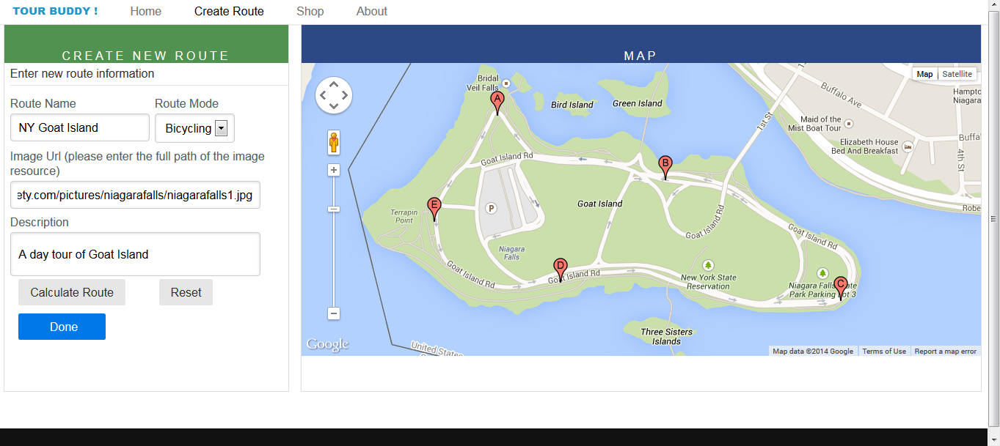 TOUR BUDDY !
Home
Create Route
Shop
About
CREATE NEW ROUTE
Enter new route information
Route Name
Route Mode
NY Goat Island
Bicycling
Image Url (please enter the full path of the image
resource)
ety.com/pictures/niagarafalls/niagarafalls1.jpg
Description
A day tour of Goat Island
Calculate Route
Reset
Done
MAP
Map
Satellite
Bridal
Veil Falls
A
Bird Island
Green Island
1st St
Buffalo Ave
Hampto
Niagara
Maid of the
Mist Boat Tour
Elizabeth House
Bed And Breakfast
Buffal
4th St
Robe
Goat Island Rd
B
Goat Island
E
P
Terrapin
Point
Goat Island Rd
Goat Island Rd
Niagara
Falls
Goat Island Rd
D
Goat Island Rd
New York State
Reservation
C
Niagara Falls State
Park Parking Lot 3
Three Sisters
Islands
Google
United States
Map data ©2014 Google
Terms of Use
Report a map error